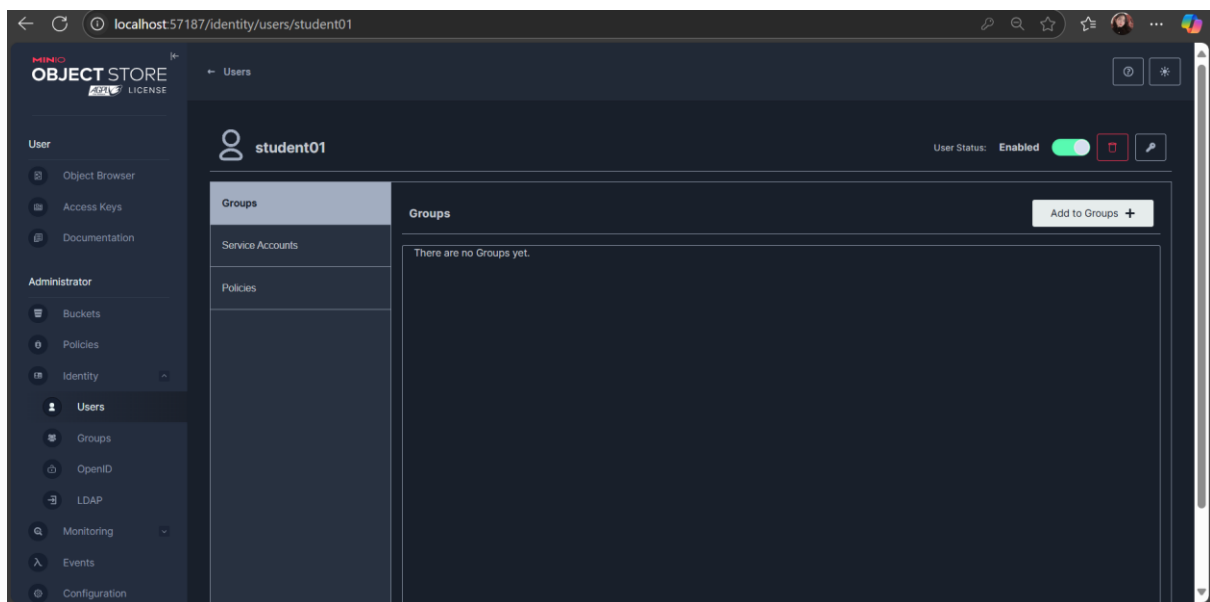 localhost:57187/identity/users/student01
MINIO
OBJECT STORE
AGPLV3 LICENSE
← Users
User
Object Browser
Access Keys
Documentation
Administrator
Buckets
Policies
Identity
Users
Groups
OpenID
LDAP
Monitoring
Events
Configuration
student01
User Status: Enabled
Groups
Service Accounts
Policies
Groups
Add to Groups +
There are no Groups yet.